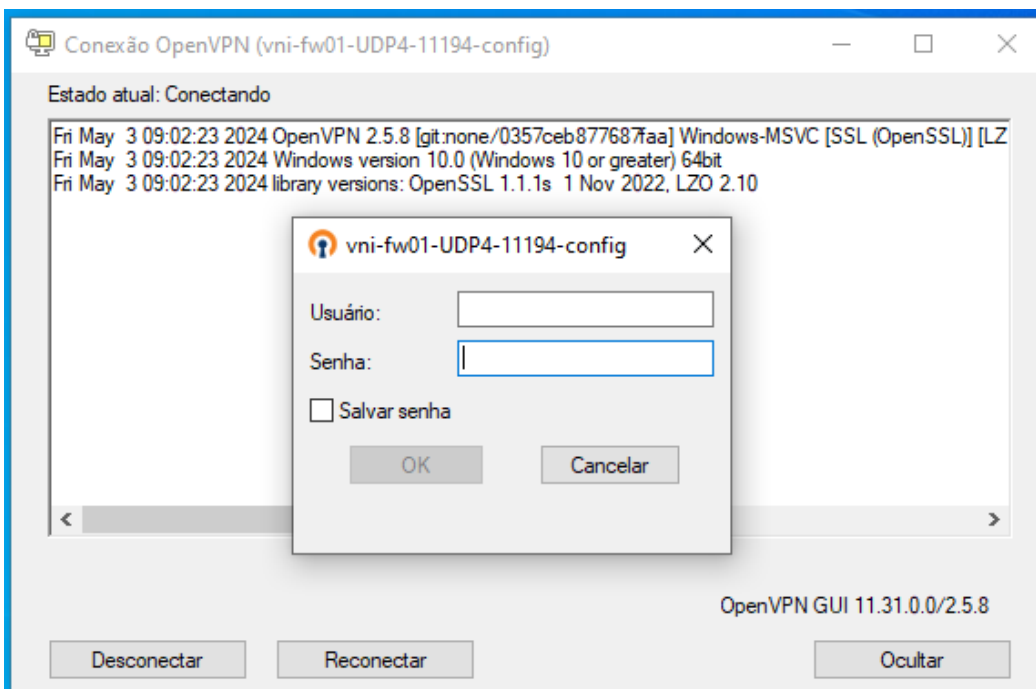 Conexão OpenVPN (vni-fw01-UDP4-11194-config)
Estado atual: Conectando
Fri May 3 09:02:23 2024 OpenVPN 2.5.8 [git:none/0357ceb877687faa] Windows-MSVC [SSL (OpenSSL)] [LZ
Fri May 3 09:02:23 2024 Windows version 10.0 (Windows 10 or greater) 64bit
Fri May 3 09:02:23 2024 library versions: OpenSSL 1.1.1s 1 Nov 2022, LZO 2.10
vni-fw01-UDP4-11194-config
Usuário:
Senha:
Salvar senha
OK Cancelar
OpenVPN GUI 11.31.0.0/2.5.8
Desconectar Reconectar Ocultar